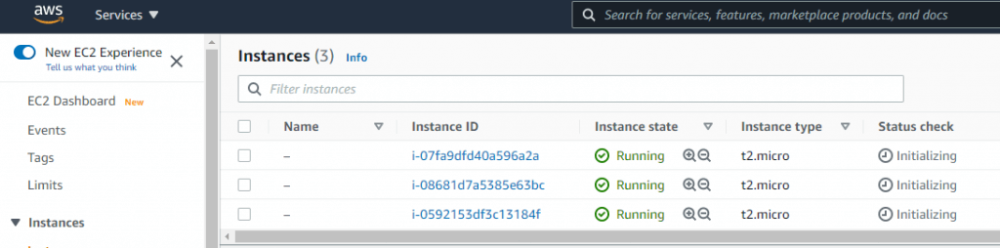 aws Services Search for services, features, marketplace products, and docs
New EC2 Experience
Tell us what you think
EC2 Dashboard New
Events
Tags
Limits
Instances
Instances (3) Info
Filter instances
Name Instance ID Instance state Instance type Status check
– i-07fa9dfd40a596a2a Running t2.micro Initializing
– i-08681d7a5385e63bc Running t2.micro Initializing
– i-0592153df3c13184f Running t2.micro Initializing